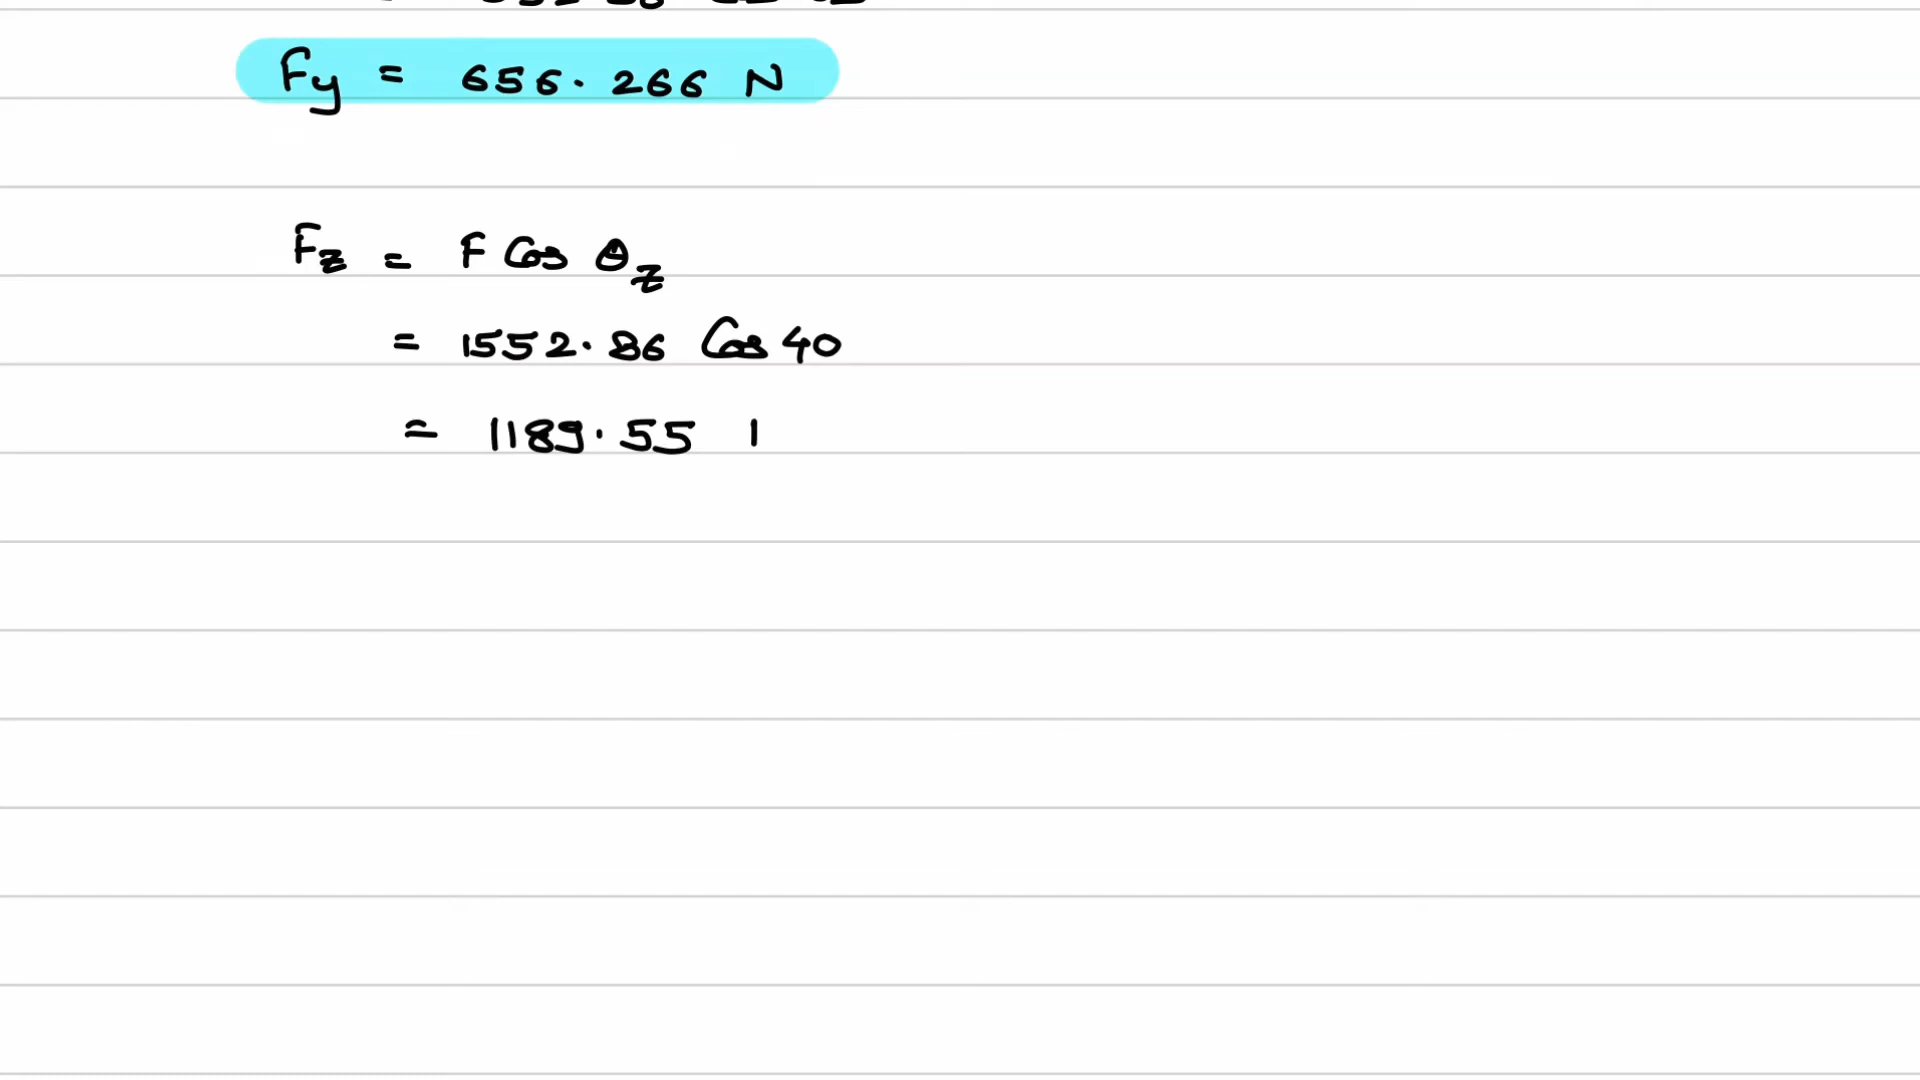 Fy = 656.266 N
Fz = F Cos θz
= 1552.86 Cos 40
= 1189.55